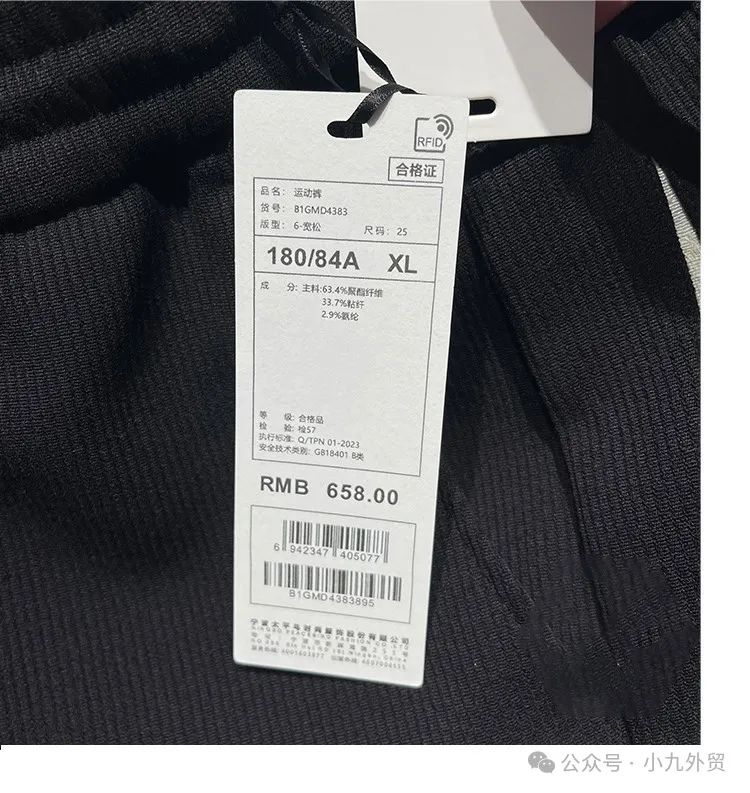 RFID
合格证
品名： 运动裤
货号： B1GMD4383
版型： 6-宽松 尺码： 25
180/84A XL
成 分: 主料:63.4%聚酯纤维
33.7%粘纤
2.9%氨纶
等 级: 合格品
检 验: 检57
执行标准: Q/TPN 01-2023
安全技术类别: GB18401 B类
RMB 658.00
6 942347 405077
B1GMD4383895
宁波太平鸟时尚服饰股份有限公司
NINGBO PEACEBIRD FASHION CO.,LTD
公众号 · 小九外贸